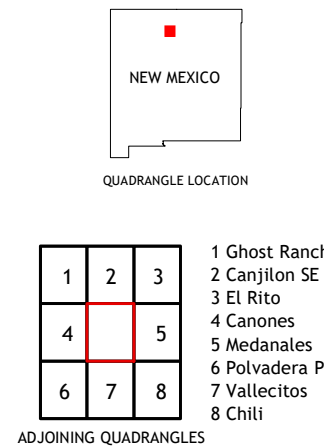 NEW MEXICO
QUADRANGLE LOCATION
1 2 3
4 5
6 7 8
1 Ghost Ranch
2 Canjilon SE
3 El Rito
4 Canones
5 Medanales
6 Polvadera P
7 Vallecitos
8 Chili
ADJOINING QUADRANGLES